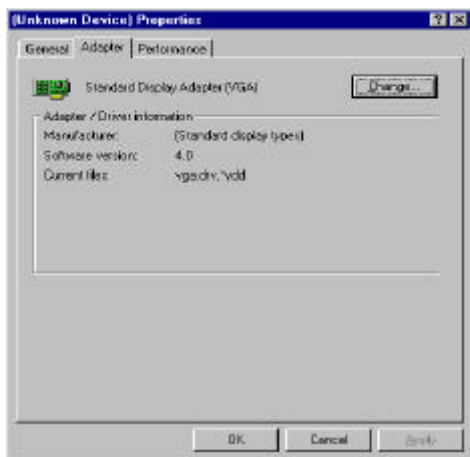 (Unknown Device) Properties
General Adapter Performance
Standard Display Adapter (VGA)
Change...
Adapter / Driver information
Manufacturer: (Standard display types)
Software version: 4.0
Current files: vga.drv,*vdd
OK Cancel Apply